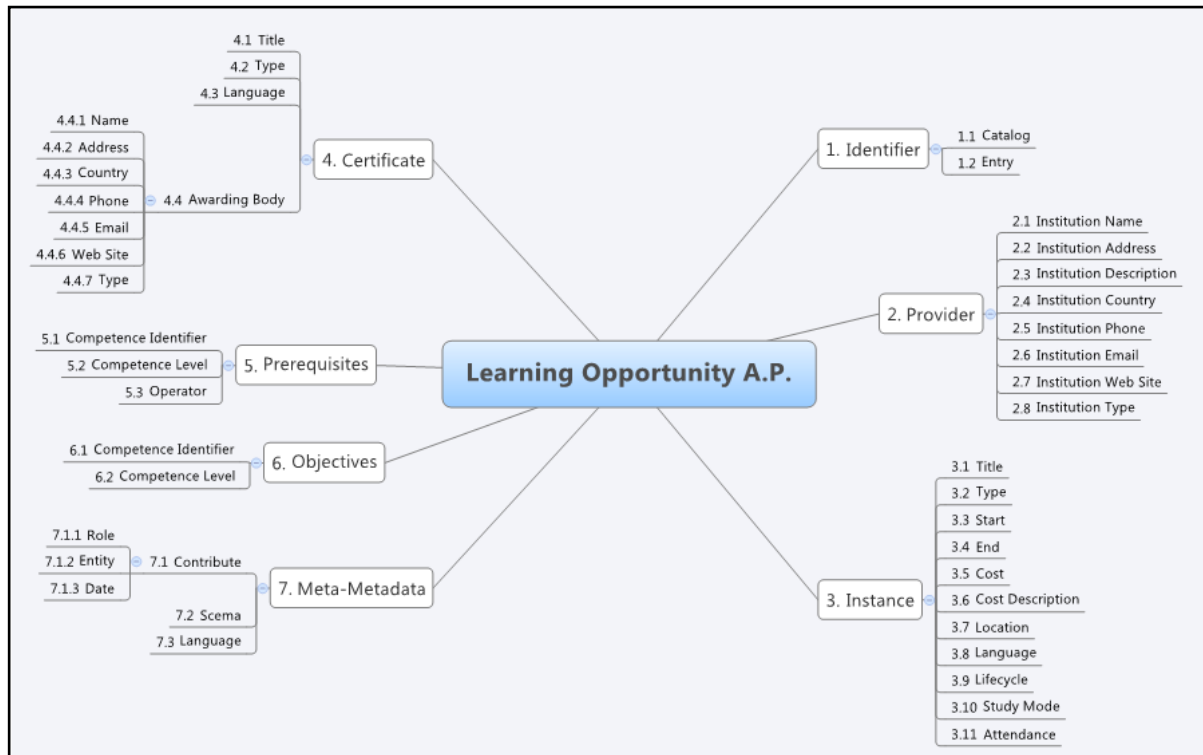 Learning Opportunity A.P.
1. Identifier
1.1 Catalog
1.2 Entry
2. Provider
2.1 Institution Name
2.2 Institution Address
2.3 Institution Description
2.4 Institution Country
2.5 Institution Phone
2.6 Institution Email
2.7 Institution Web Site
2.8 Institution Type
3. Instance
3.1 Title
3.2 Type
3.3 Start
3.4 End
3.5 Cost
3.6 Cost Description
3.7 Location
3.8 Language
3.9 Lifecycle
3.10 Study Mode
3.11 Attendance
4. Certificate
4.1 Title
4.2 Type
4.3 Language
4.4 Awarding Body
4.4.1 Name
4.4.2 Address
4.4.3 Country
4.4.4 Phone
4.4.5 Email
4.4.6 Web Site
4.4.7 Type
5. Prerequisites
5.1 Competence Identifier
5.2 Competence Level
5.3 Operator
6. Objectives
6.1 Competence Identifier
6.2 Competence Level
7. Meta-Metadata
7.1 Contribute
7.1.1 Role
7.1.2 Entity
7.1.3 Date
7.2 Scema
7.3 Language